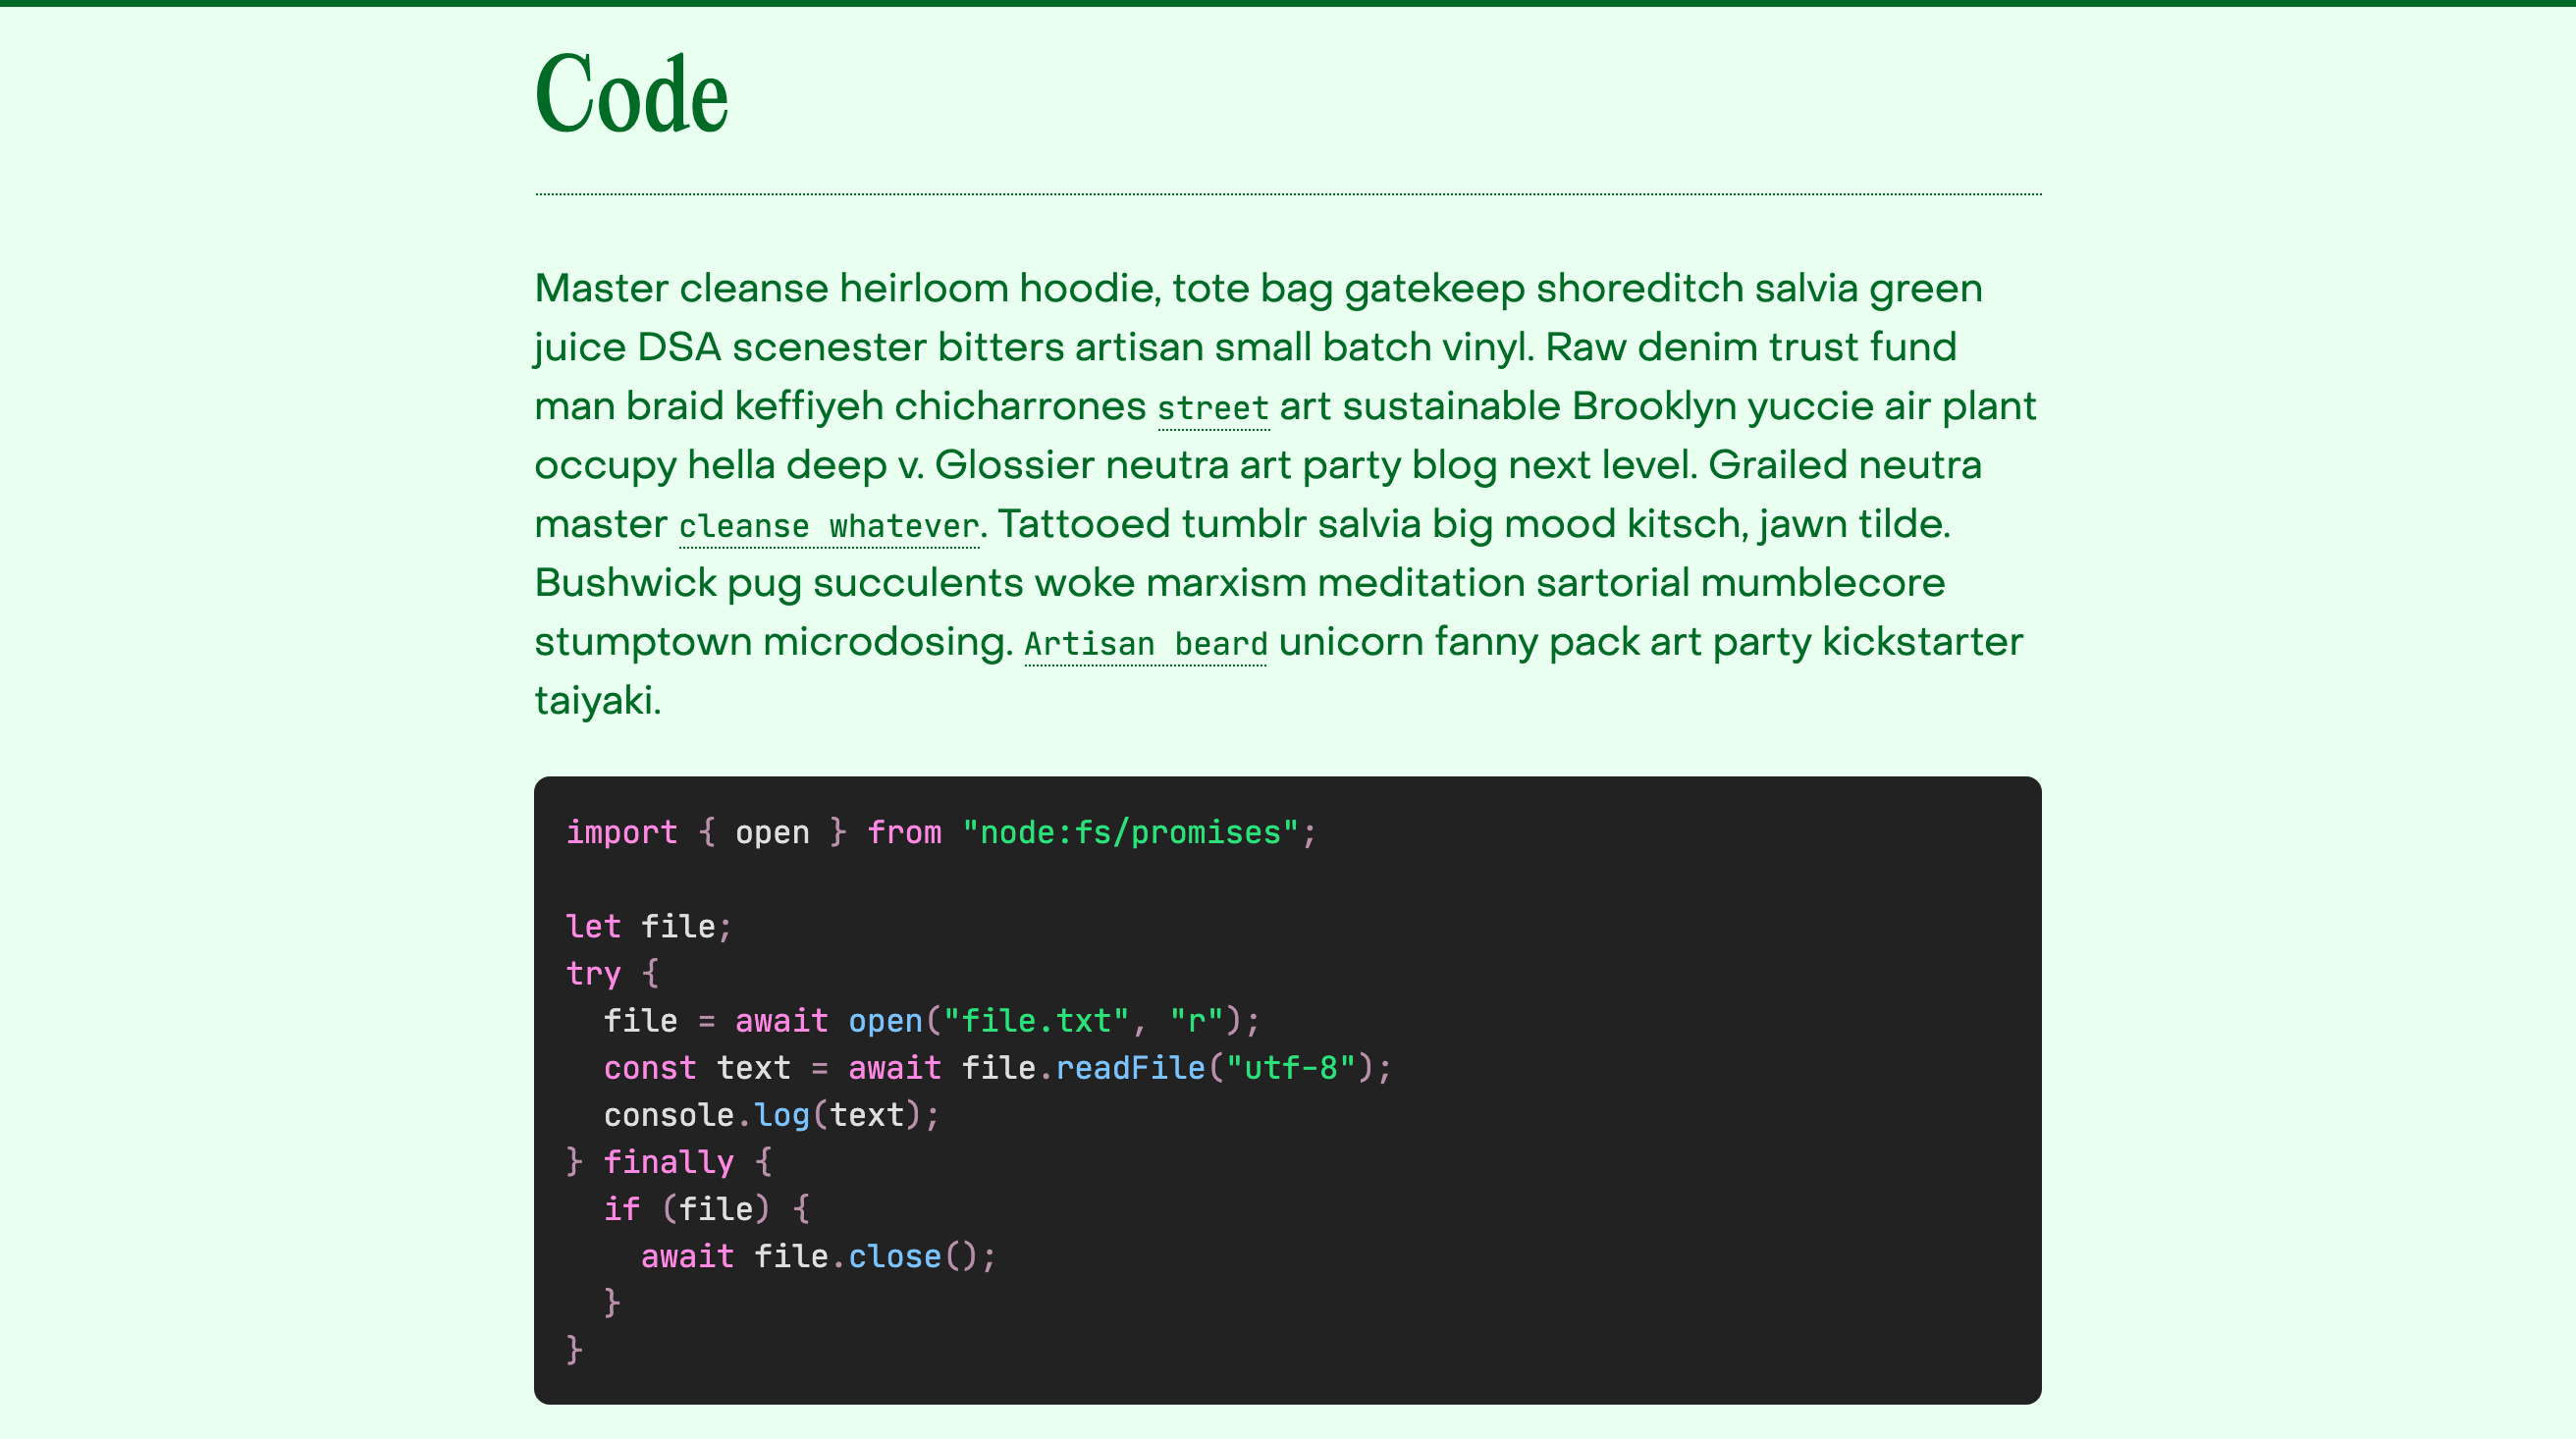 Code
Master cleanse heirloom hoodie, tote bag gatekeep shoreditch salvia green
juice DSA scenester bitters artisan small batch vinyl. Raw denim trust fund
man braid keffiyeh chicharrones street art sustainable Brooklyn yuccie air plant
occupy hella deep v. Glossier neutra art party blog next level. Grailed neutra
master cleanse whatever. Tattooed tumblr salvia big mood kitsch, jawn tilde.
Bushwick pug succulents woke marxism meditation sartorial mumblecore
stumptown microdosing. Artisan beard unicorn fanny pack art party kickstarter
taiyaki.
import { open } from "node:fs/promises";

let file;
try {
  file = await open("file.txt", "r");
  const text = await file.readFile("utf-8");
  console.log(text);
} finally {
  if (file) {
    await file.close();
  }
}